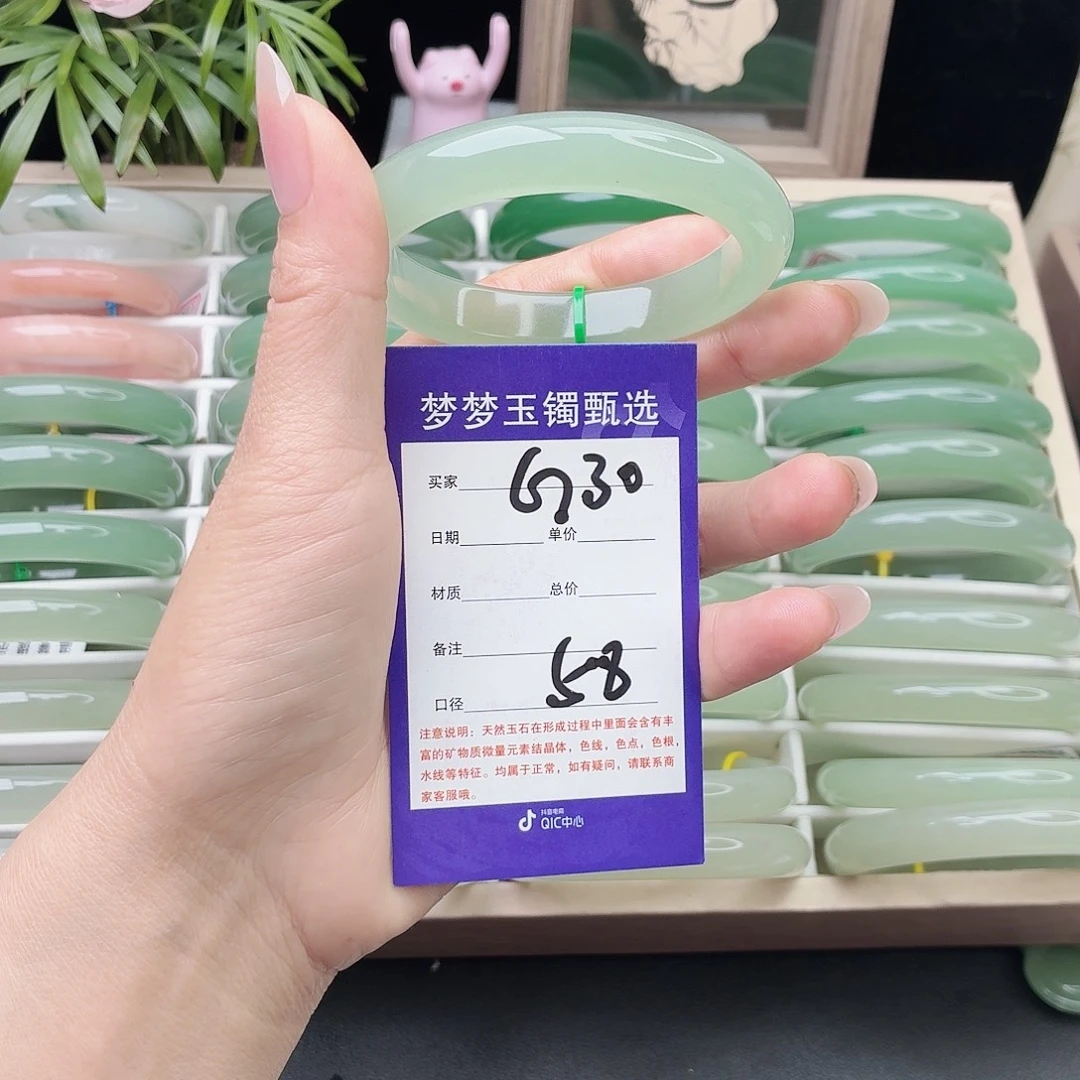 梦梦玉镯甄选
买家 G730
日期 单价
材质 总价
备注
口径 58
注意说明：天然玉石在形成过程中里面会含有丰
富的矿物质微量元素结晶体，色线，色点，色根，
水线等特征。均属于正常，如有疑问，请联系商
家客服哦。
抖音电商
QIC中心